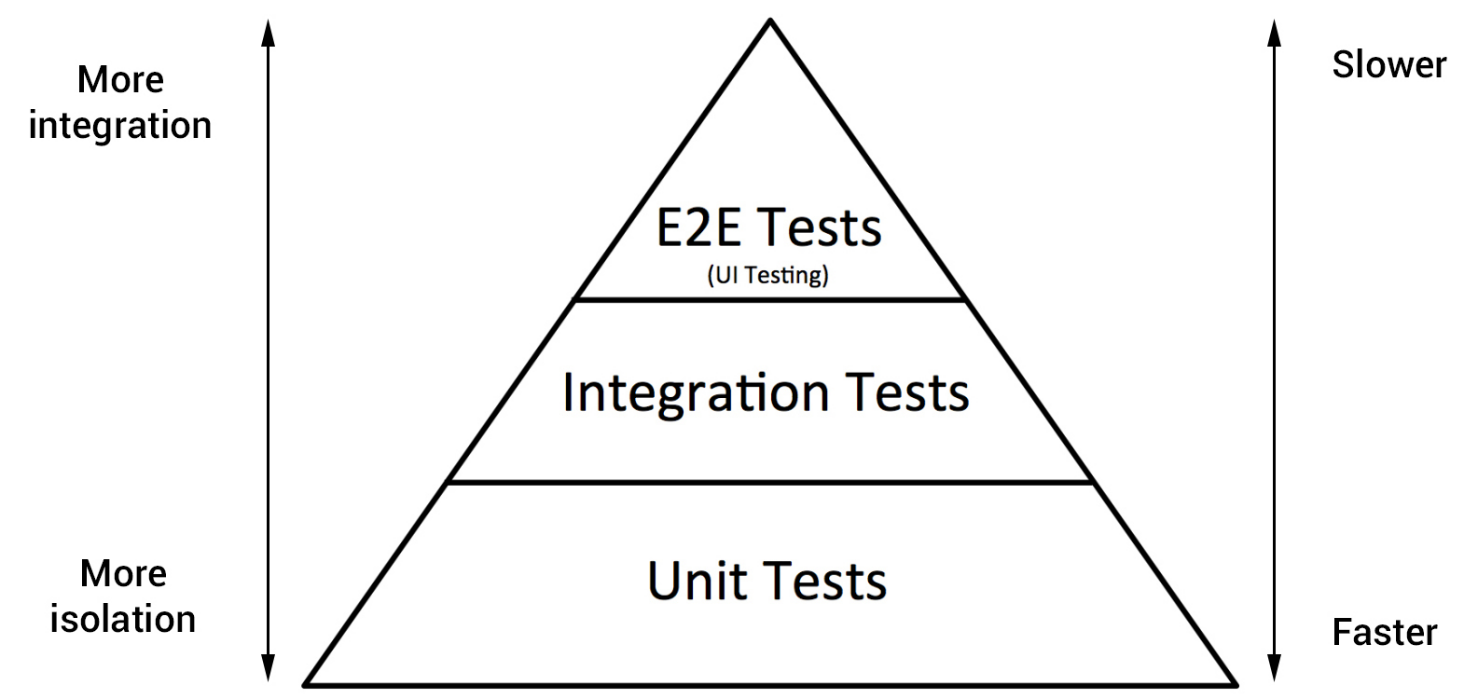 More
integration
Slower
E2E Tests
(UI Testing)
Integration Tests
More
isolation
Unit Tests
Faster